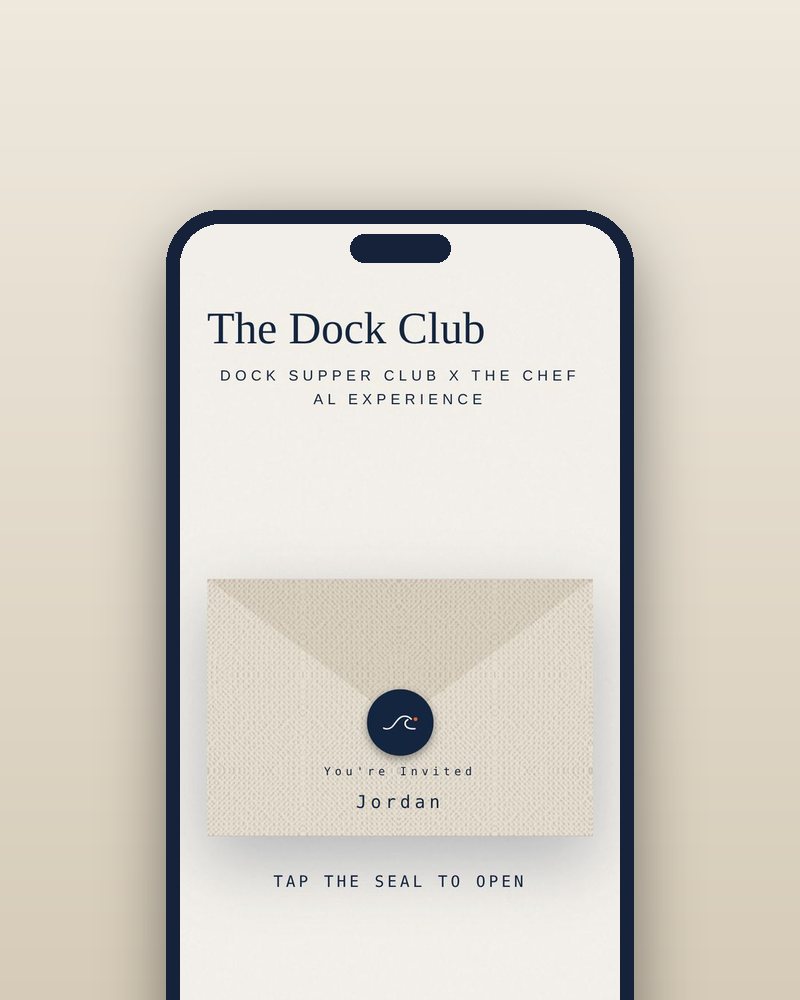 The Dock Club
DOCK SUPPER CLUB X THE CHEF
AL EXPERIENCE
You're Invited
Jordan
TAP THE SEAL TO OPEN